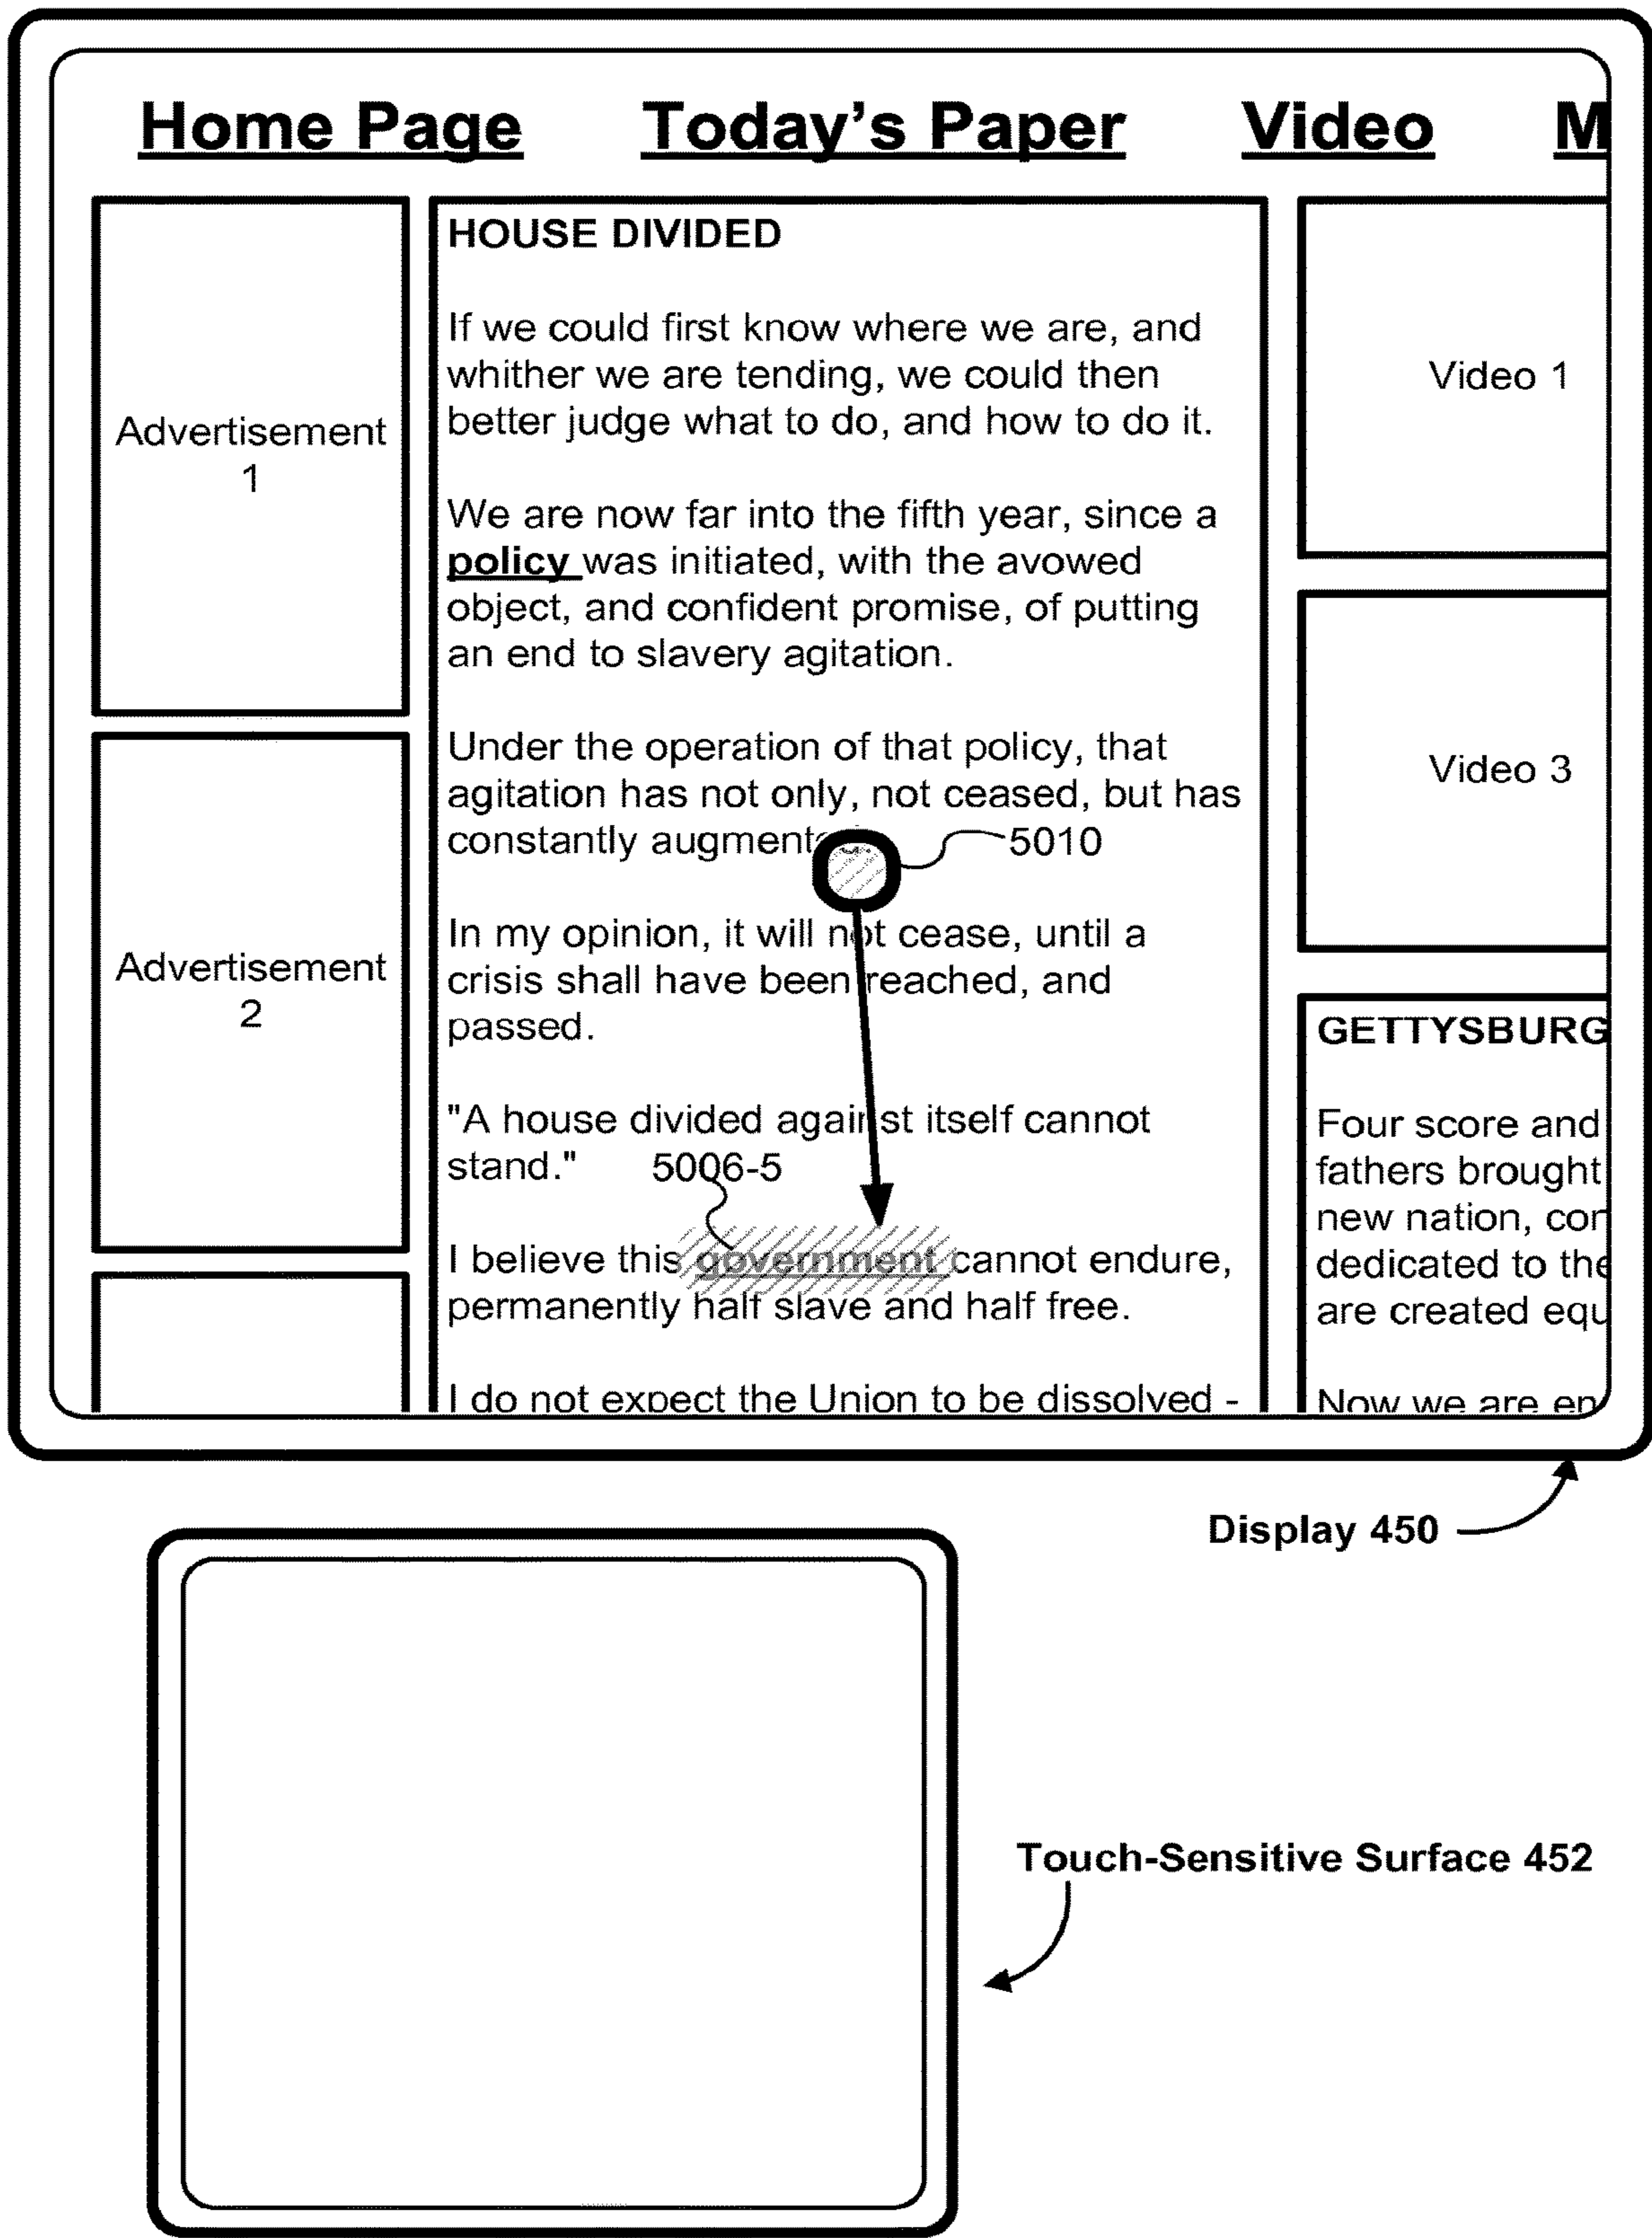 Home Page Today's Paper Video M
Advertisement
1
Advertisement
2
HOUSE DIVIDED
If we could first know where we are, and
whither we are tending, we could then
better judge what to do, and how to do it.
We are now far into the fifth year, since a
policy was initiated, with the avowed
object, and confident promise, of putting
an end to slavery agitation.
Under the operation of that policy, that
agitation has not only, not ceased, but has
constantly 5010
In my opinion, it will not cease, until a
crisis shall have been reached, and
passed.
"A house divided against itself cannot
stand." 5006-5
I believe this government cannot endure,
permanently half slave and half free.
I do not expect the Union to be dissolved -
Video 1
Video 3
GETTYSBURG
Four score and
fathers brought
new nation, con
dedicated to the
are created equ
Now we are en
Display 450
Touch-Sensitive Surface 452